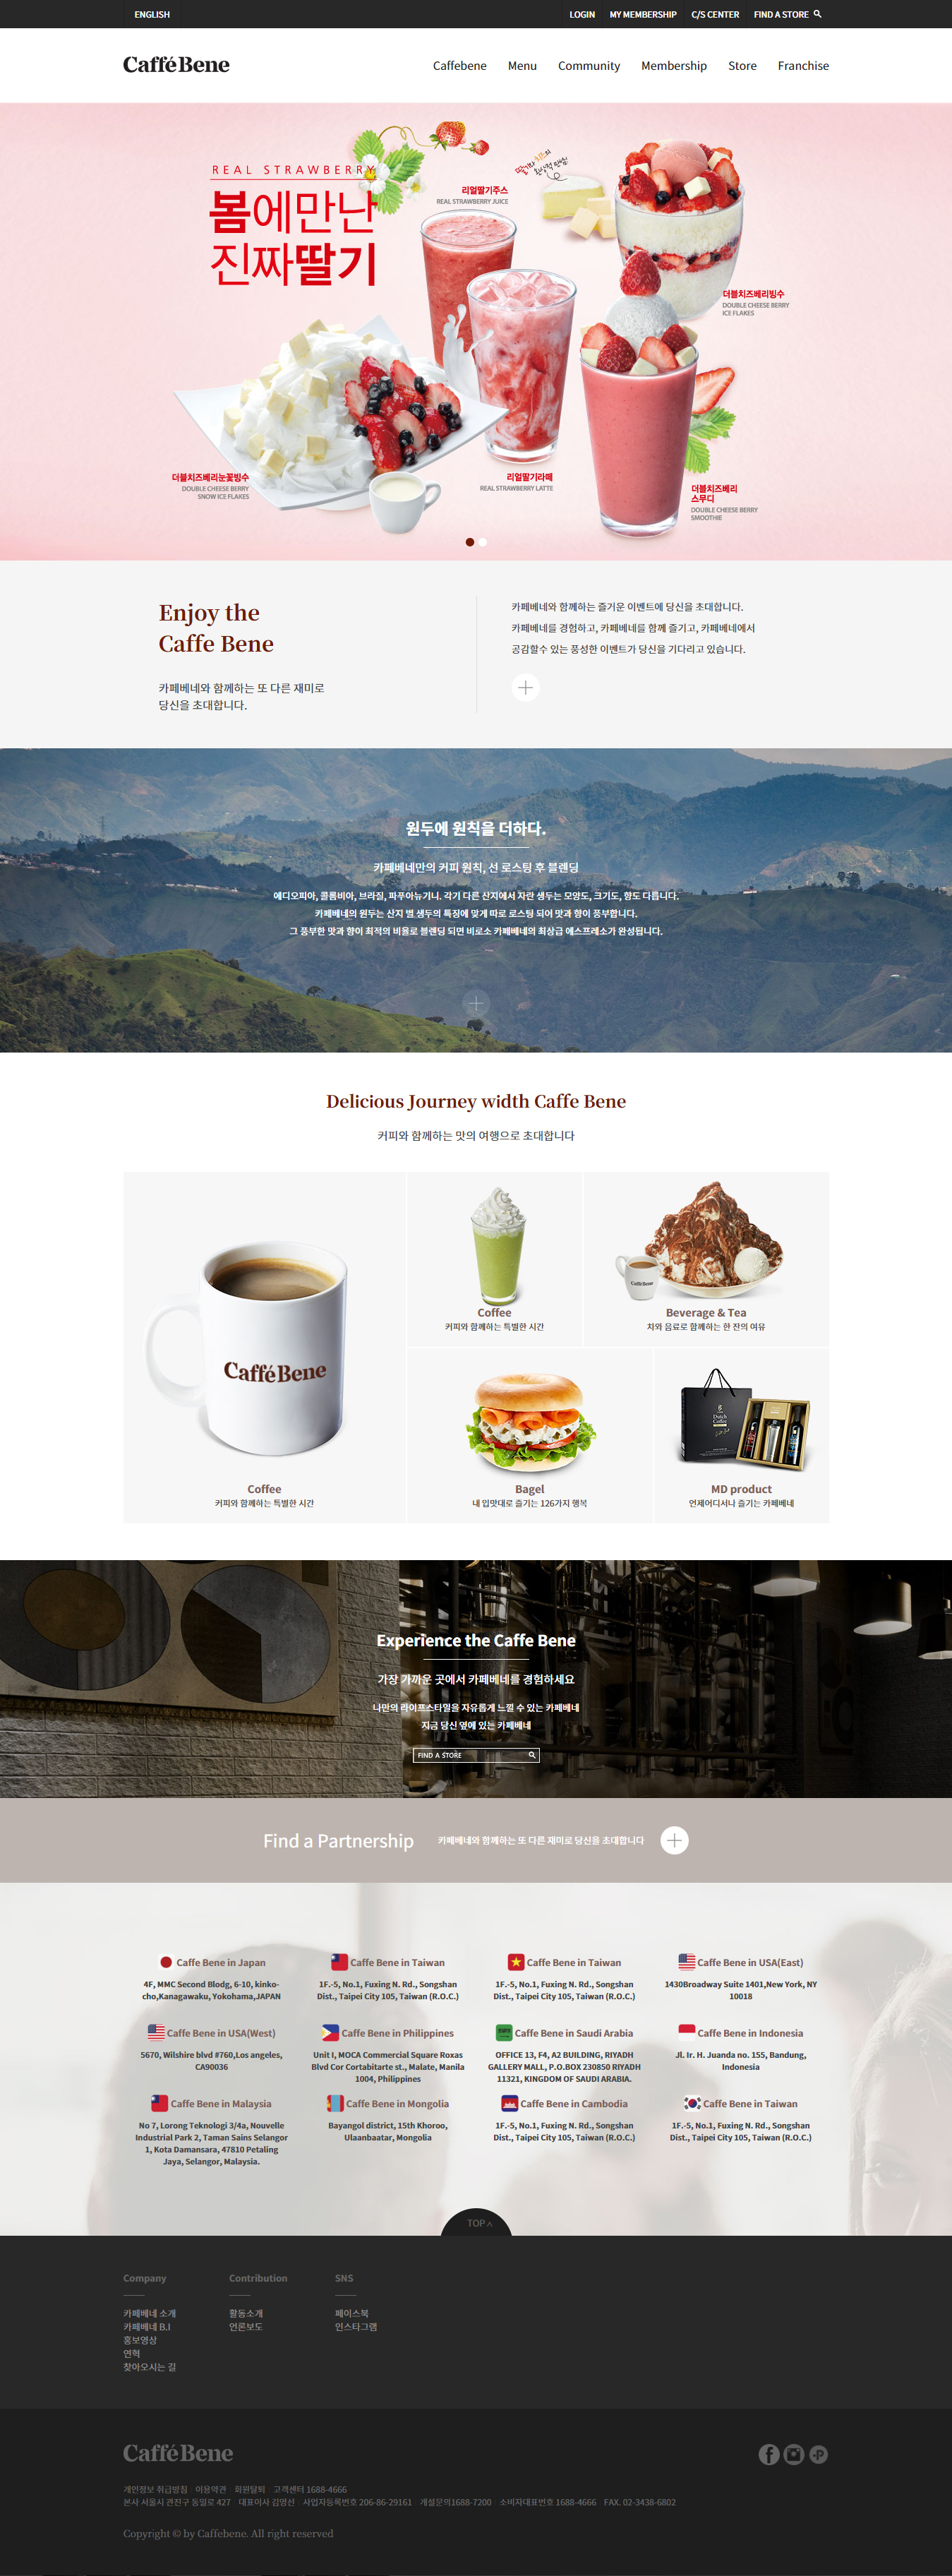 ENGLISH
LOGIN
MY MEMBERSHIP
C/S CENTER
FIND A STORE
Caffé Bene
Caffebene
Menu
Community
Membership
Store
Franchise
REAL STRAWBERRY
봄에만난
진짜딸기
리얼딸기주스
REAL STRAWBERRY JUICE
더블치즈베리빙수
DOUBLE CHEESE BERRY
ICE FLAKES
더블치즈베리눈꽃빙수
DOUBLE CHEESE BERRY
SNOW ICE FLAKES
리얼딸기라떼
REAL STRAWBERRY LATTE
더블치즈베리
스무디
DOUBLE CHEESE BERRY
SMOOTHIE
Enjoy the
Caffe Bene
카페베네와 함께하는 또 다른 재미로
당신을 초대합니다.
카페베네와 함께하는 즐거운 이벤트에 당신을 초대합니다.
카페베네를 경험하고, 카페베네를 함께 즐기고, 카페베네에서
공감할수 있는 풍성한 이벤트가 당신을 기다리고 있습니다.
원두에 원칙을 더하다.
카페베네만의 커피 원칙, 선 로스팅 후 블렌딩
에디오피아, 콜롬비아, 브라질, 파푸아뉴기니. 각기 다른 산지에서 자란 생두는 모양도, 크기도, 향도 다릅니다.
카페베네의 원두는 산지 별 생두의 특징에 맞게 따로 로스팅 되어 맛과 향이 풍부합니다.
그 풍부한 맛과 향이 최적의 비율로 블렌딩 되면 비로소 카페베네의 최상급 에스프레소가 완성됩니다.
Delicious Journey width Caffe Bene
커피와 함께하는 맛의 여행으로 초대합니다
Caffé Bene
Coffee
커피와 함께하는 특별한 시간
Coffee
커피와 함께하는 특별한 시간
Caffé Bene
Beverage & Tea
차와 음료로 함께하는 한 잔의 여유
Bagel
내 입맛대로 즐기는 126가지 행복
Dutch
Coffee
MD product
언제어디서나 즐기는 카페베네
Experience the Caffe Bene
가장 가까운 곳에서 카페베네를 경험하세요
나만의 라이프스타일을 자유롭게 느낄 수 있는 카페베네
지금 당신 옆에 있는 카페베네
FIND A STORE
Find a Partnership
카페베네와 함께하는 또 다른 재미로 당신을 초대합니다
Caffe Bene in Japan
4F, MMC Second Blodg, 6-10, kinko-
cho,Kanagawaku, Yokohama,JAPAN
Caffe Bene in Taiwan
1F.-5, No.1, Fuxing N. Rd., Songshan
Dist., Taipei City 105, Taiwan (R.O.C.)
Caffe Bene in Taiwan
1F.-5, No.1, Fuxing N. Rd., Songshan
Dist., Taipei City 105, Taiwan (R.O.C.)
Caffe Bene in USA(East)
1430Broadway Suite 1401,New York, NY
10018
Caffe Bene in USA(West)
5670, Wilshire blvd #760,Los angeles,
CA90036
Caffe Bene in Philippines
Unit I, MOCA Commercial Square Roxas
Blvd Cor Cortabitarte st., Malate, Manila
1004, Philippines
Caffe Bene in Saudi Arabia
OFFICE 13, F4, A2 BUILDING, RIYADH
GALLERY MALL, P.O.BOX 230850 RIYADH
11321, KINGDOM OF SAUDI ARABIA.
Caffe Bene in Indonesia
Jl. Ir. H. Juanda no. 155, Bandung,
Indonesia
Caffe Bene in Malaysia
No 7, Lorong Teknologi 3/4a, Nouvelle
Industrial Park 2, Taman Sains Selangor
1, Kota Damansara, 47810 Petaling
Jaya, Selangor, Malaysia.
Caffe Bene in Mongolia
Bayangol district, 15th Khoroo,
Ulaanbaatar, Mongolia
Caffe Bene in Cambodia
1F.-5, No.1, Fuxing N. Rd., Songshan
Dist., Taipei City 105, Taiwan (R.O.C.)
Caffe Bene in Taiwan
1F.-5, No.1, Fuxing N. Rd., Songshan
Dist., Taipei City 105, Taiwan (R.O.C.)
TOP
Company
카페베네 소개
카페베네 B.I
홍보영상
연혁
찾아오시는 길
Contribution
활동소개
언론보도
SNS
페이스북
인스타그램
Caffé Bene
개인정보 취급방침 이용약관 회원탈퇴 고객센터 1688-4666
본사 서울시 광진구 동일로 427 대표이사 김영선 사업자등록번호 206-86-29161 개설문의1688-7200 소비자대표번호 1688-4666 FAX. 02-3438-6802
Copyright © by Caffebene. All right reserved